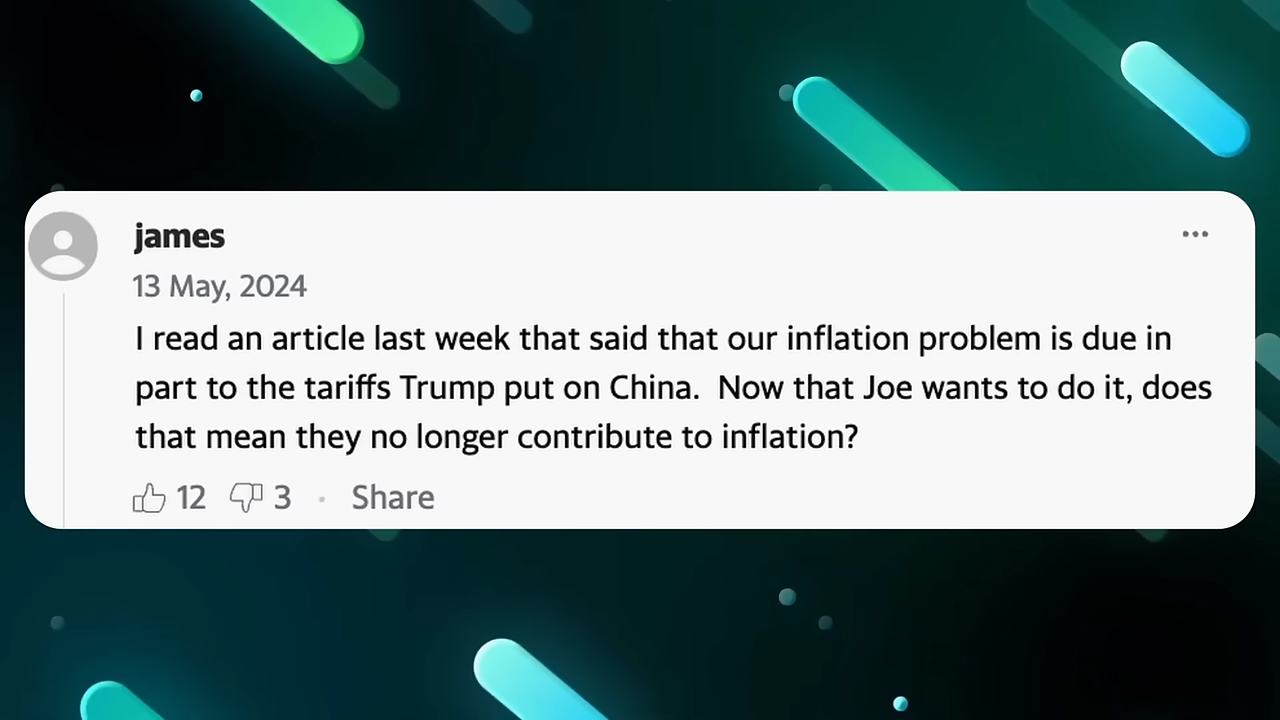 james
13 May, 2024
I read an article last week that said that our inflation problem is due in
part to the tariffs Trump put on China.  Now that Joe wants to do it, does
that mean they no longer contribute to inflation?
12 3 · Share